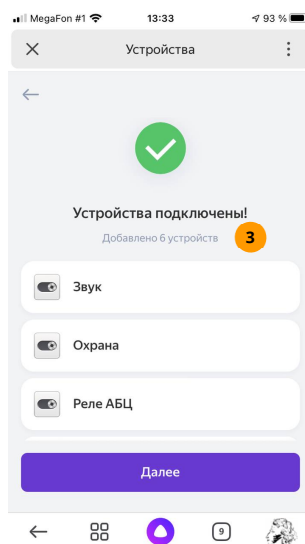 MegaFon #1 13:33 93 %
Устройства
Устройства подключены!
Добавлено 6 устройств 3
Звук
Охрана
Реле АБЦ
Далее
9